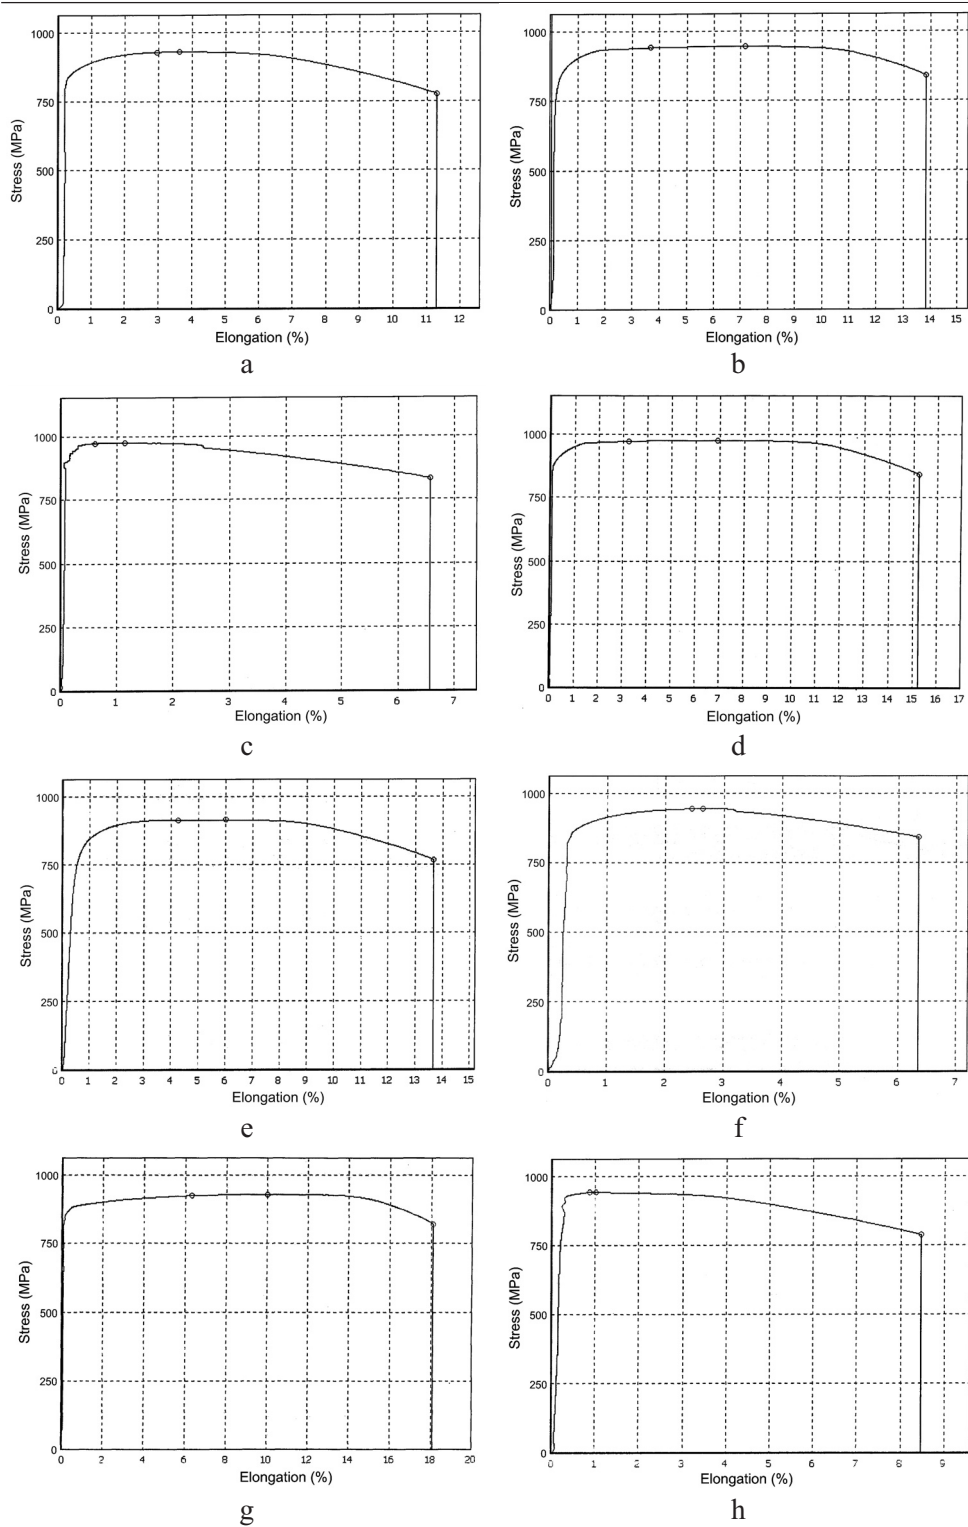 1000
750
500
250
0
Stress (MPa)
0 1 2 3 4 5 6 7 8 9 10 11 12
Elongation (%)
a
1000
750
500
250
0
Stress (MPa)
0 1 2 3 4 5 6 7 8 9 10 11 12 13 14 15
Elongation (%)
b
1000
750
500
250
0
Stress (MPa)
0 1 2 3 4 5 6 7
Elongation (%)
c
1000
750
500
250
0
Stress (MPa)
0 1 2 3 4 5 6 7 8 9 10 11 12 13 14 15 16 17
Elongation (%)
d
1000
750
500
250
0
Stress (MPa)
0 1 2 3 4 5 6 7 8 9 10 11 12 13 14 15
Elongation (%)
e
1000
750
500
250
0
Stress (MPa)
0 1 2 3 4 5 6 7
Elongation (%)
f
1000
750
500
250
0
Stress (MPa)
0 2 4 6 8 10 12 14 16 18 20
Elongation (%)
g
1000
750
500
250
0
Stress (MPa)
0 1 2 3 4 5 6 7 8 9
Elongation (%)
h